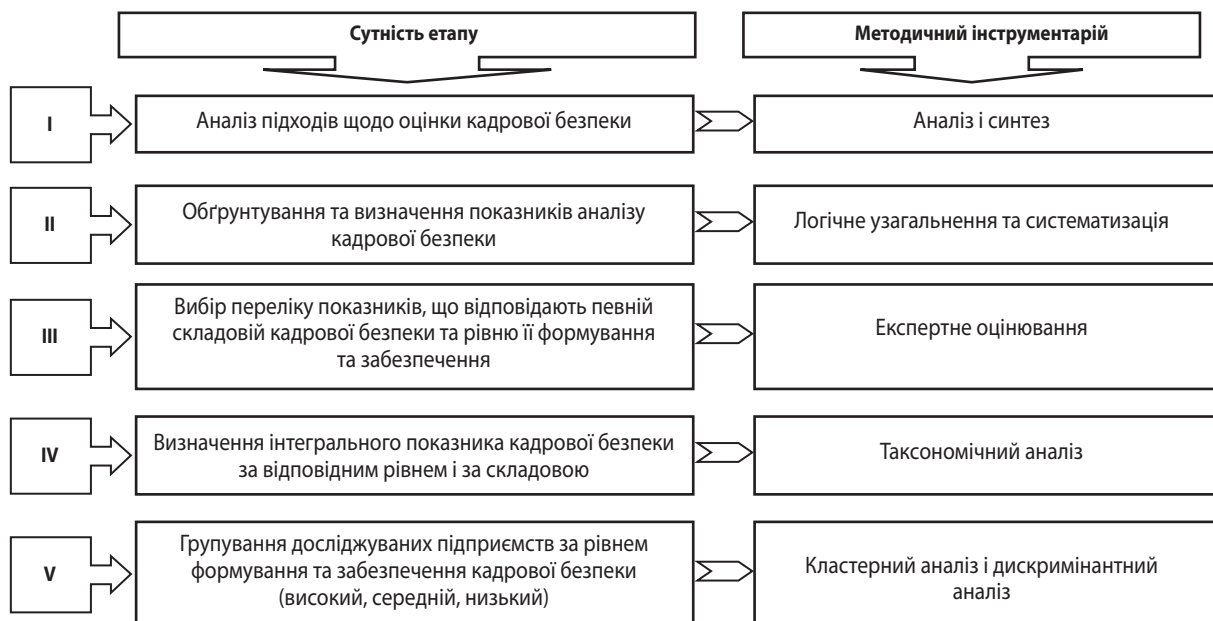 Сутність етапу
Методичний інструментарій
I
Аналіз підходів щодо оцінки кадрової безпеки
Аналіз і синтез
II
Обґрунтування та визначення показників аналізу
кадрової безпеки
Логічне узагальнення та систематизація
III
Вибір переліку показників, що відповідають певній
складовій кадрової безпеки та рівню її формування
та забезпечення
Експертне оцінювання
IV
Визначення інтегрального показника кадрової безпеки
за відповідним рівнем і за складовою
Таксономічний аналіз
V
Групування досліджуваних підприємств за рівнем
формування та забезпечення кадрової безпеки
(високий, середній, низький)
Кластерний аналіз і дискримінантний
аналіз